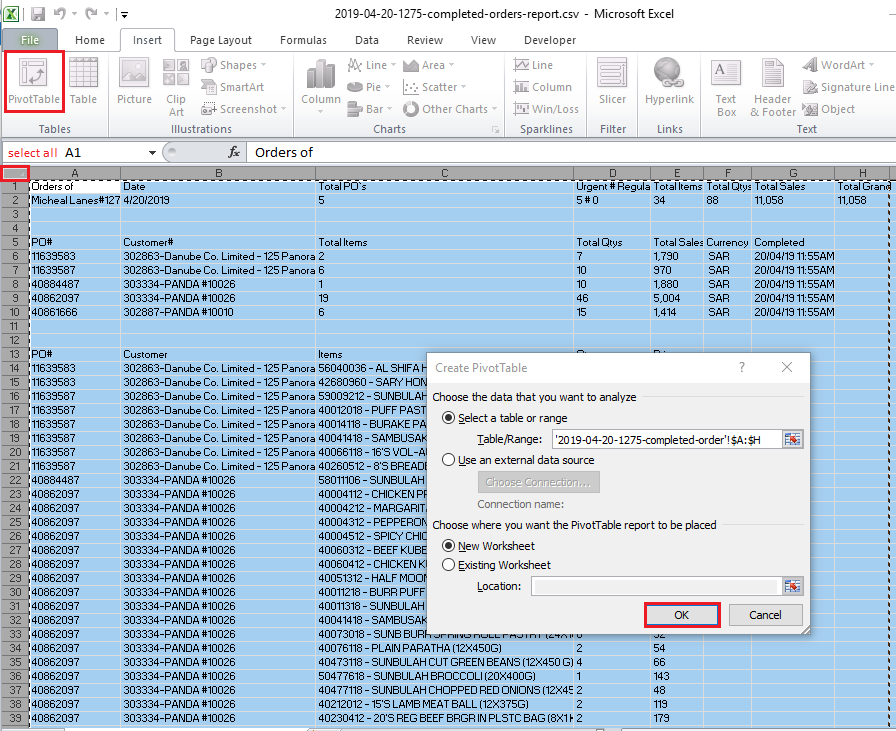 2019-04-20-1275-completed-orders-report.csv - Microsoft Excel
File Home Insert Page Layout Formulas Data Review View Developer
PivotTable Table Picture Clip Art Shapes SmartArt Screenshot Column Line Pie Bar Area Scatter Other Charts Line Column Win/Loss Slicer Hyperlink Text Box Header & Footer WordArt Signature Line Object
Tables Illustrations Charts Sparklines Filter Links Text
select all A1 fx Orders of
A B C D E F G H
1 Orders of Date Total PO`s Urgent # Regula Total Items Total Qtys Total Sales Total Grand
2 Micheal Lanes#127 4/20/2019 5 5 # 0 34 88 11,058 11,058
3
4
5 PO# Customer# Total Items Total Qtys Total Sales Currency Completed
6 11639583 302863-Danube Co. Limited - 125 Panora 2 7 1,790 SAR 20/04/19 11:55AM
7 11639587 302863-Danube Co. Limited - 125 Panora 6 10 970 SAR 20/04/19 11:55AM
8 40884487 303334-PANDA #10026 1 10 1,880 SAR 20/04/19 11:55AM
9 40862097 303334-PANDA #10026 19 46 5,004 SAR 20/04/19 11:55AM
10 40861666 302887-PANDA #10010 6 15 1,414 SAR 20/04/19 11:55AM
11
12
13 PO# Customer Items
14 11639583 302863-Danube Co. Limited - 125 Panora 56040036 - AL SHIFA H
15 11639583 302863-Danube Co. Limited - 125 Panora 42680960 - SARY HON
16 11639587 302863-Danube Co. Limited - 125 Panora 59009212 - SUNBULAH
17 11639587 302863-Danube Co. Limited - 125 Panora 40012018 - PUFF PAST
18 11639587 302863-Danube Co. Limited - 125 Panora 40014118 - BURAKE PA
19 11639587 302863-Danube Co. Limited - 125 Panora 40041418 - SAMBUSAK
20 11639587 302863-Danube Co. Limited - 125 Panora 40066118 - 16'S VOL-AU
21 11639587 302863-Danube Co. Limited - 125 Panora 40260512 - 8'S BREADE
22 40884487 303334-PANDA #10026 58011106 - SUNBULAH
23 40862097 303334-PANDA #10026 40004112 - CHICKEN PR
24 40862097 303334-PANDA #10026 40004212 - MARGARIT
25 40862097 303334-PANDA #10026 40004312 - PEPPERON
26 40862097 303334-PANDA #10026 40004512 - SPICY CHIC
27 40862097 303334-PANDA #10026 40060312 - BEEF KUBE
28 40862097 303334-PANDA #10026 40060412 - CHICKEN K
29 40862097 303334-PANDA #10026 40051312 - HALF MOON
30 40862097 303334-PANDA #10026 40011218 - BURR PUFF
31 40862097 303334-PANDA #10026 40011318 - SUNBULAH
32 40862097 303334-PANDA #10026 40041418 - SAMBUSAK
33 40862097 303334-PANDA #10026 40073018 - SUNB BURR SPRING ROLL PASTRY (24X
34 40862097 303334-PANDA #10026 40076118 - PLAIN PARATHA (12X450G) 2 54
35 40862097 303334-PANDA #10026 40473118 - SUNBULAH CUT GREEN BEANS (12X450 G) 4 66
36 40862097 303334-PANDA #10026 50477618 - SUNBULAH BROCCOLI (20X400G) 1 143
37 40862097 303334-PANDA #10026 40477118 - SUNBULAH CHOPPED RED ONIONS (12X45 2 48
38 40862097 303334-PANDA #10026 40212012 - 15'S LAMB MEAT BALL (12X375G) 2 119
39 40862097 303334-PANDA #10026 40230412 - 20'S REG BEEF BRGR IN PLSTC BAG (8X1K 2 179
Create PivotTable ?
Choose the data that you want to analyze
Select a table or range
Table/Range: '2019-04-20-1275-completed-order'!$A:$H
Use an external data source
Choose Connection...
Connection name:
Choose where you want the PivotTable report to be placed
New Worksheet
Existing Worksheet
Location:
OK Cancel